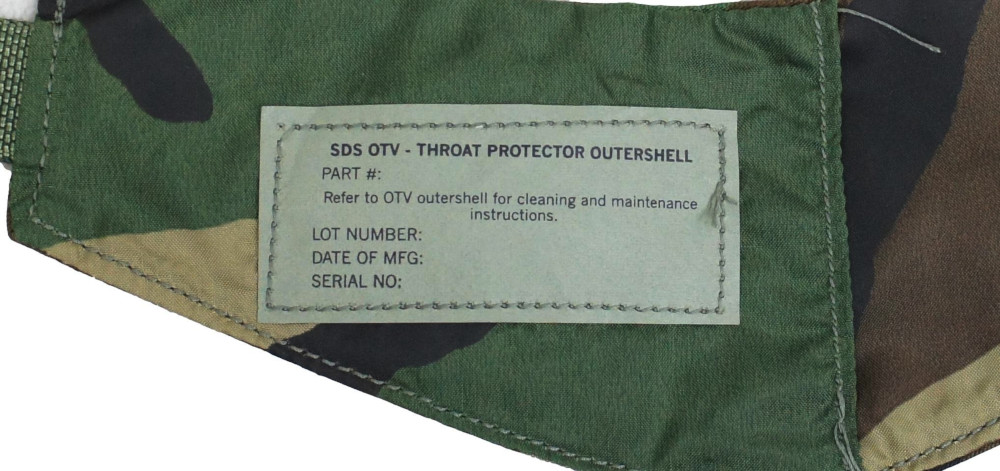 SDS OTV - THROAT PROTECTOR OUTERSHELL
PART #:
Refer to OTV outershell for cleaning and maintenance
instructions.
LOT NUMBER:
DATE OF MFG:
SERIAL NO: